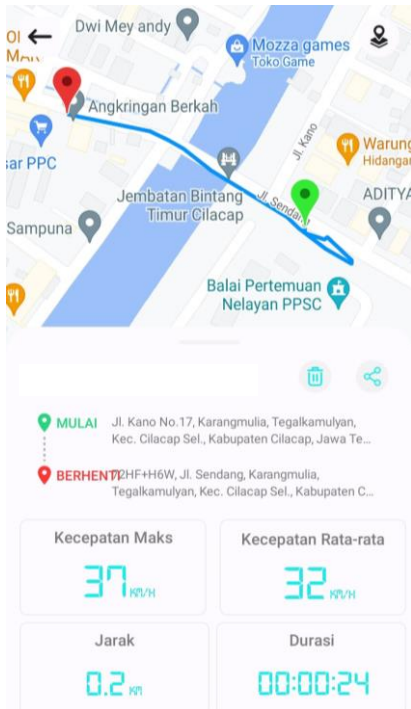 Dwi Mey andy
Mozza games
Toko Game
Angkringan Berkah
sar PPC
Jl. Kano
Warung
Hidangan
Jembatan Bintang
Timur Cilacap
Jl. Sendang
ADITYA
Sampuna
Balai Pertemuan
Nelayan PPSC
MULAI Jl. Kano No.17, Karangmulia, Tegalkamulyan,
Kec. Cilacap Sel., Kabupaten Cilacap, Jawa Te...
BERHENTI 72HF+H6W, Jl. Sendang, Karangmulia,
Tegalkamulyan, Kec. Cilacap Sel., Kabupaten C...
Kecepatan Maks
Kecepatan Rata-rata
37 KM/H
32 KM/H
Jarak
Durasi
0.2 KM
00:00:24